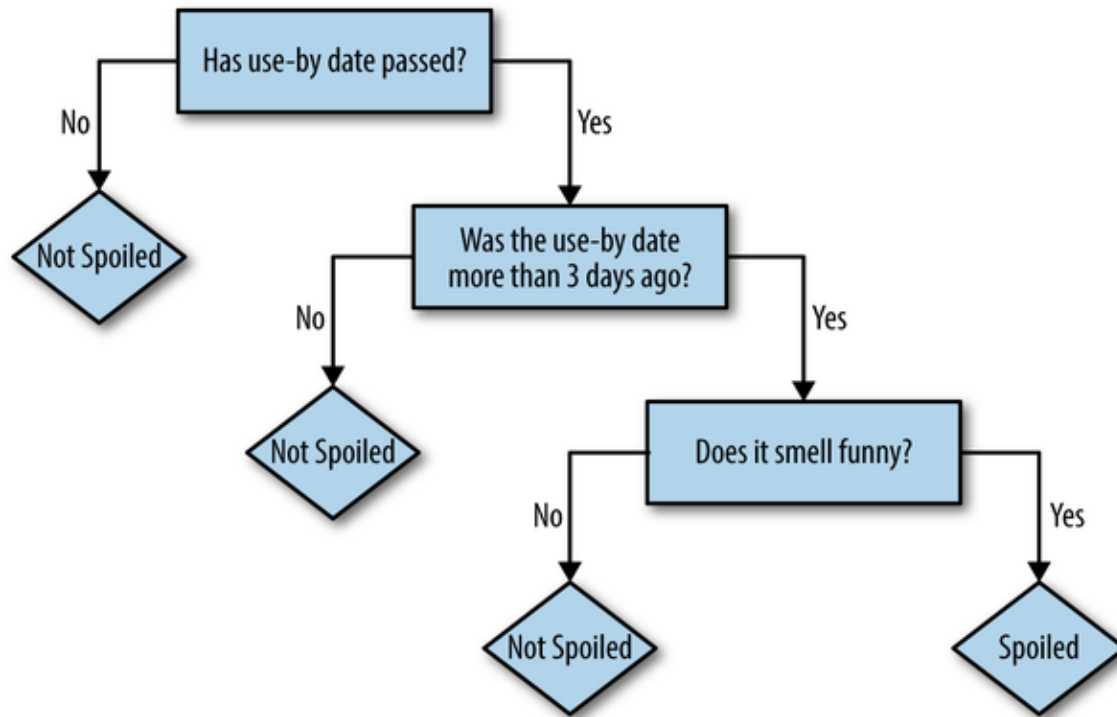 Has use-by date passed?
No
Yes
Not Spoiled
Was the use-by date
more than 3 days ago?
No
Yes
Not Spoiled
Does it smell funny?
No
Yes
Not Spoiled
Spoiled